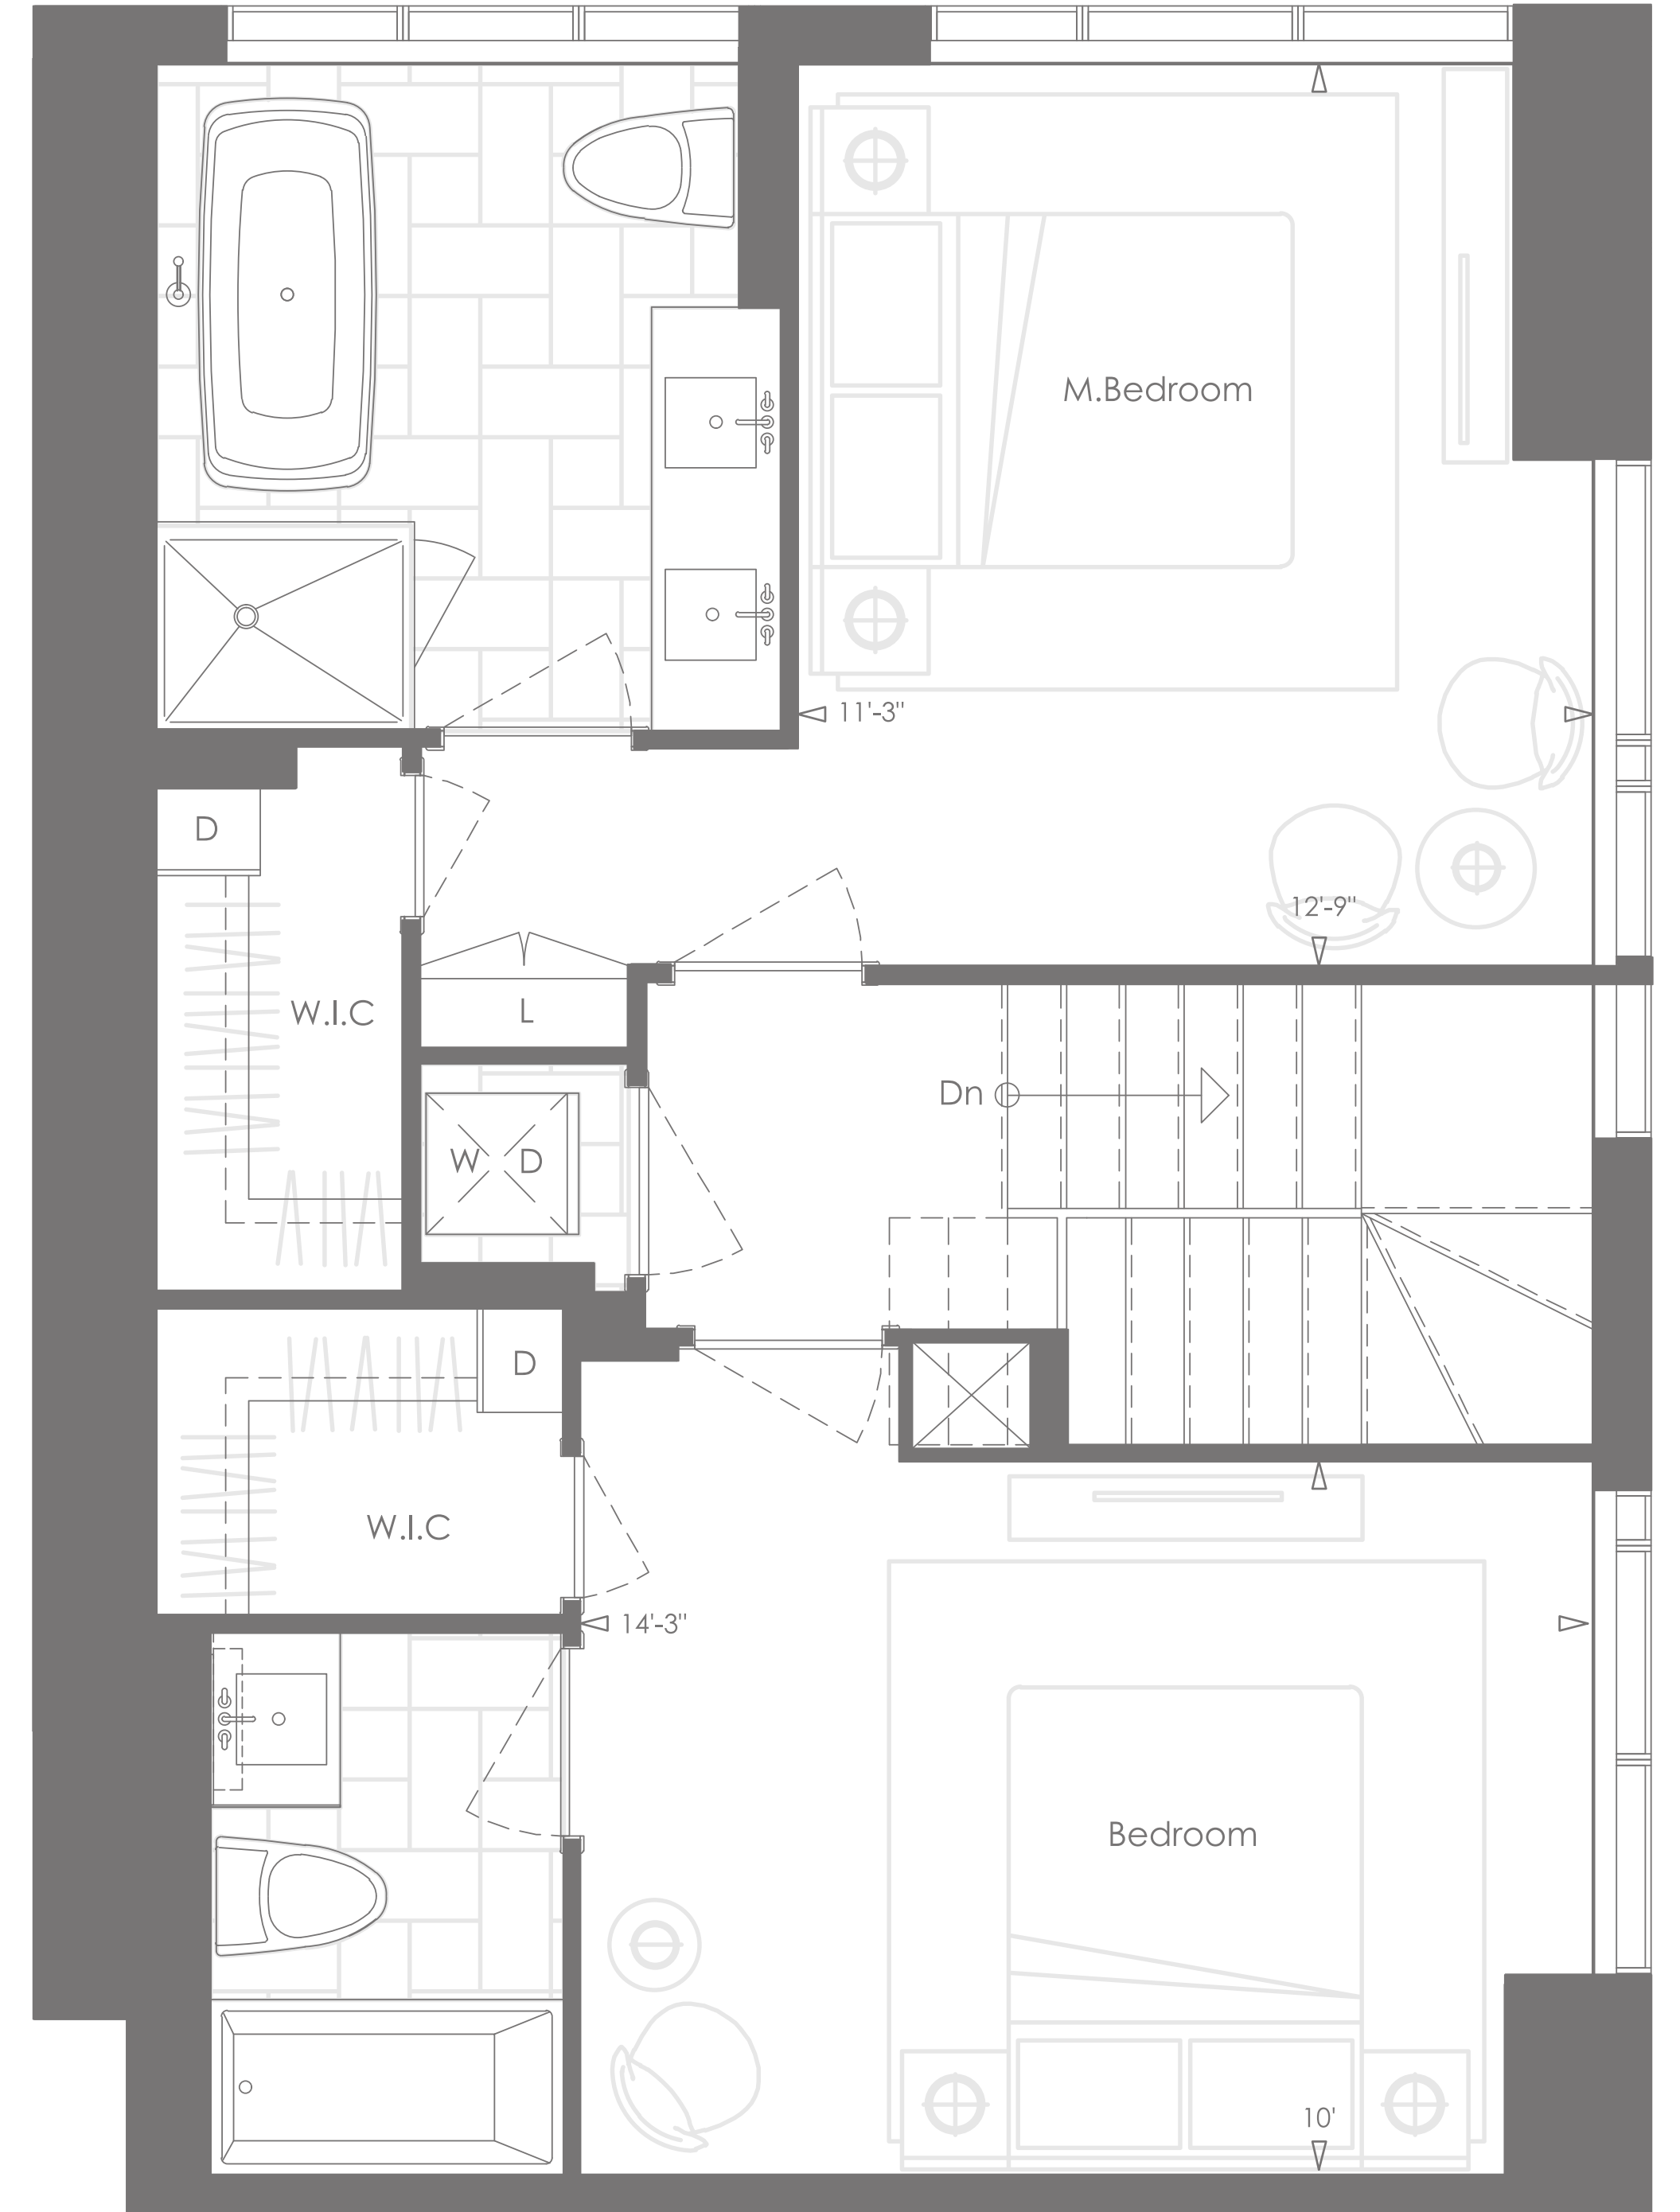 M.Bedroom
11'-3"
D
12'-9"
W.I.C
L
Dn
W D
D
W.I.C
14'-3"
Bedroom
10'